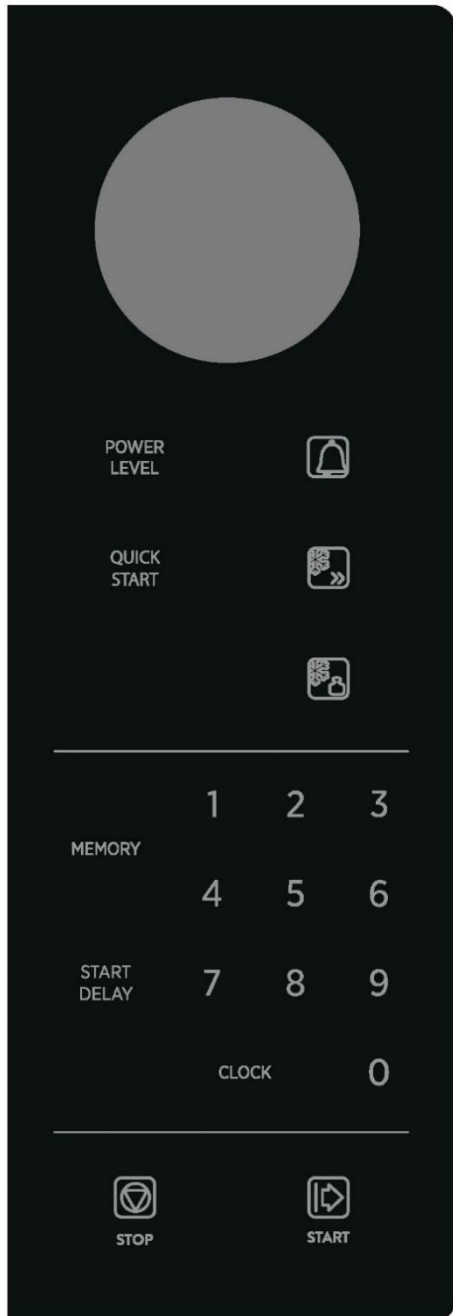 POWER
LEVEL
QUICK
START
1 2 3
MEMORY
4 5 6
START
DELAY
7 8 9
CLOCK 0
STOP START